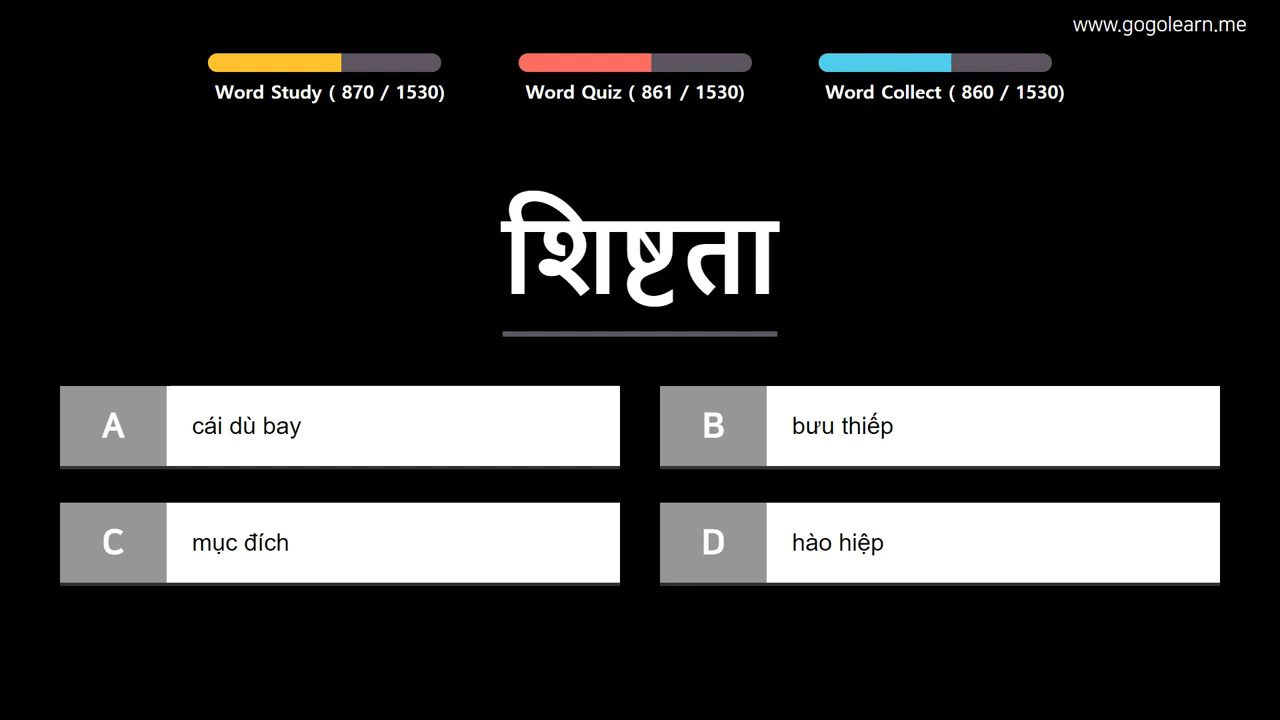 www.gogolearn.me
Word Study ( 870 / 1530)
Word Quiz ( 861 / 1530)
Word Collect ( 860 / 1530)
शिष्टता
A
cái dù bay
B
bưu thiếp
C
mục đích
D
hào hiệp